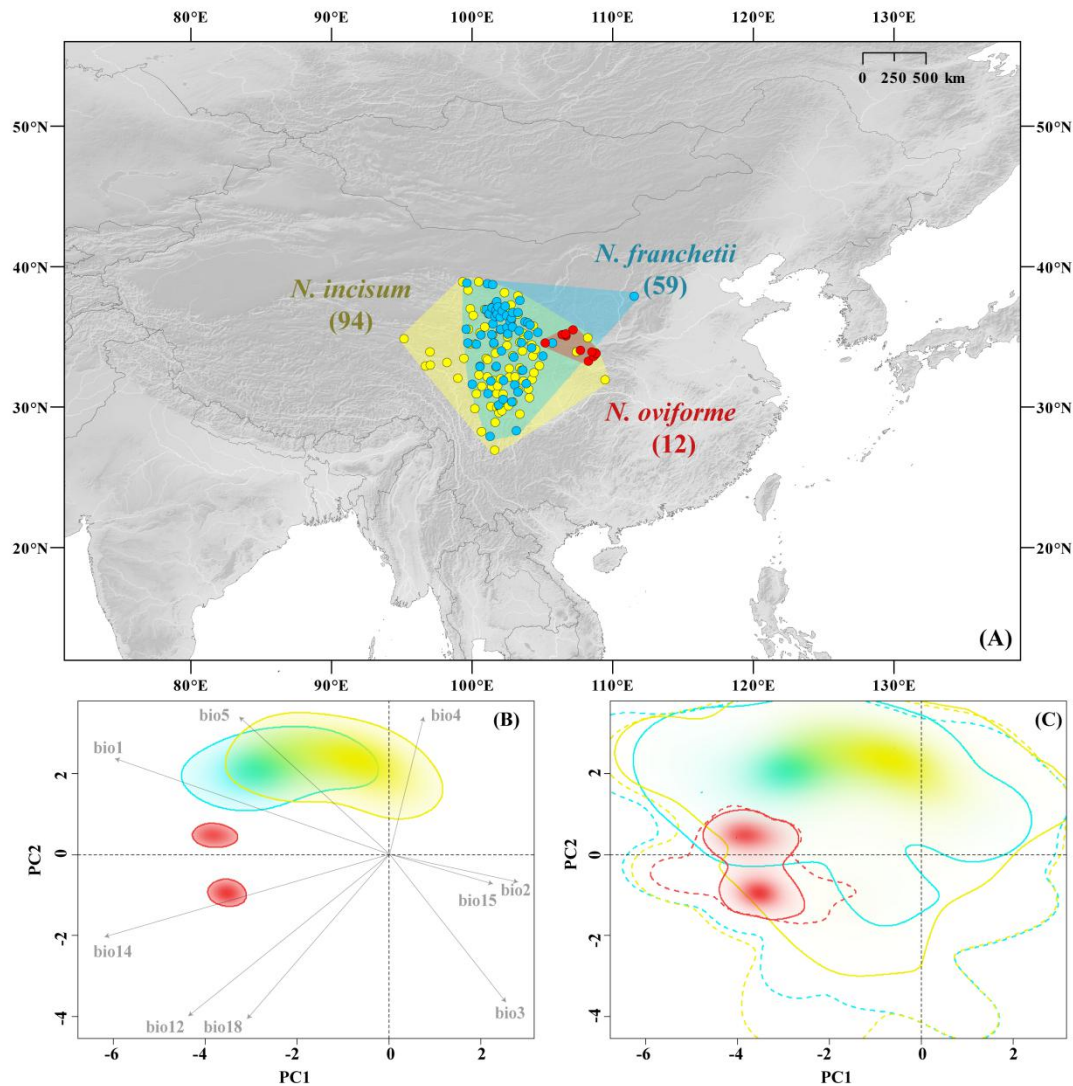 80°E 90°E 100°E 110°E 120°E 130°E
0 250 500 km
50°N 50°N
40°N 40°N
N. franchetii
(59)
N. incisum
(94)
30°N 30°N
N. oviforme
(12)
20°N 20°N
(A)
80°E 90°E 100°E 110°E 120°E 130°E
(B)
bio5 bio4
bio1
2
PC2
0
bio2
bio15
bio14
-2
bio3
bio12 bio18
-4
-6 -4 -2 0 2
PC1
(C)
2
PC2
0
-2
-4
-6 -4 -2 0 2
PC1